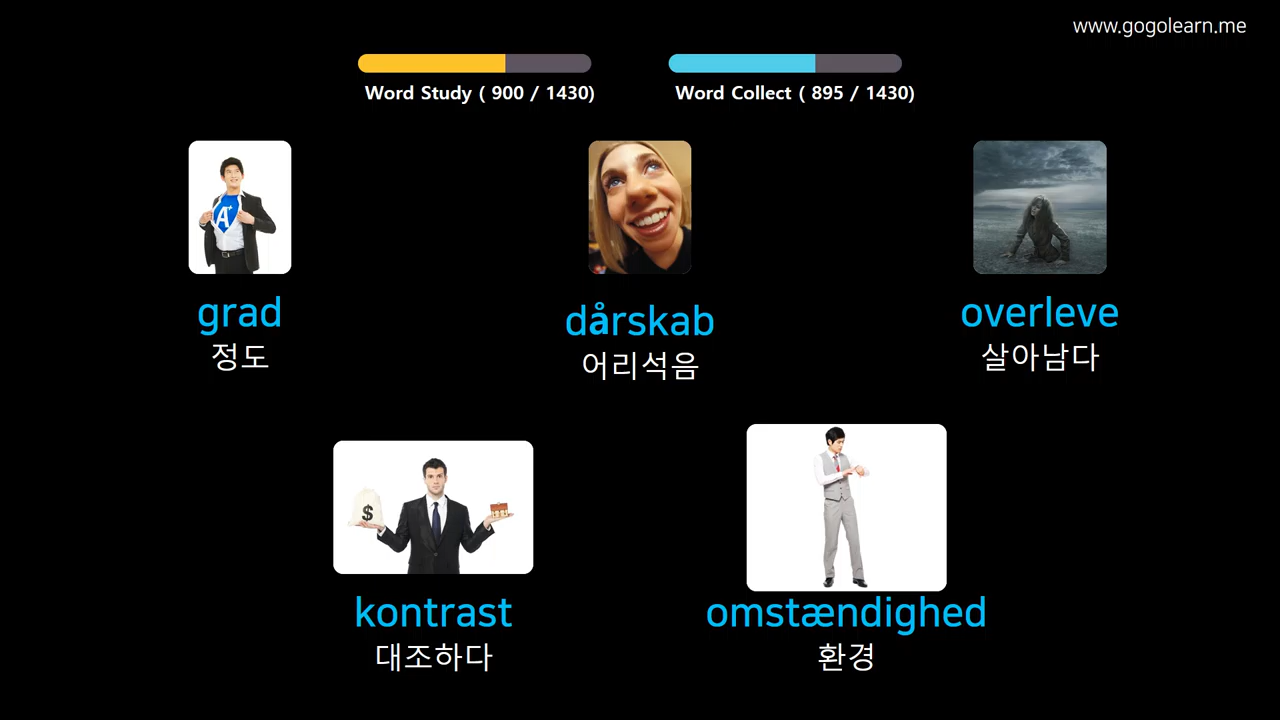 www.gogolearn.me
Word Study ( 900 / 1430)
Word Collect ( 895 / 1430)
A+
grad
정도
dårskab
어리석음
overleve
살아남다
$
kontrast
대조하다
omstændighed
환경